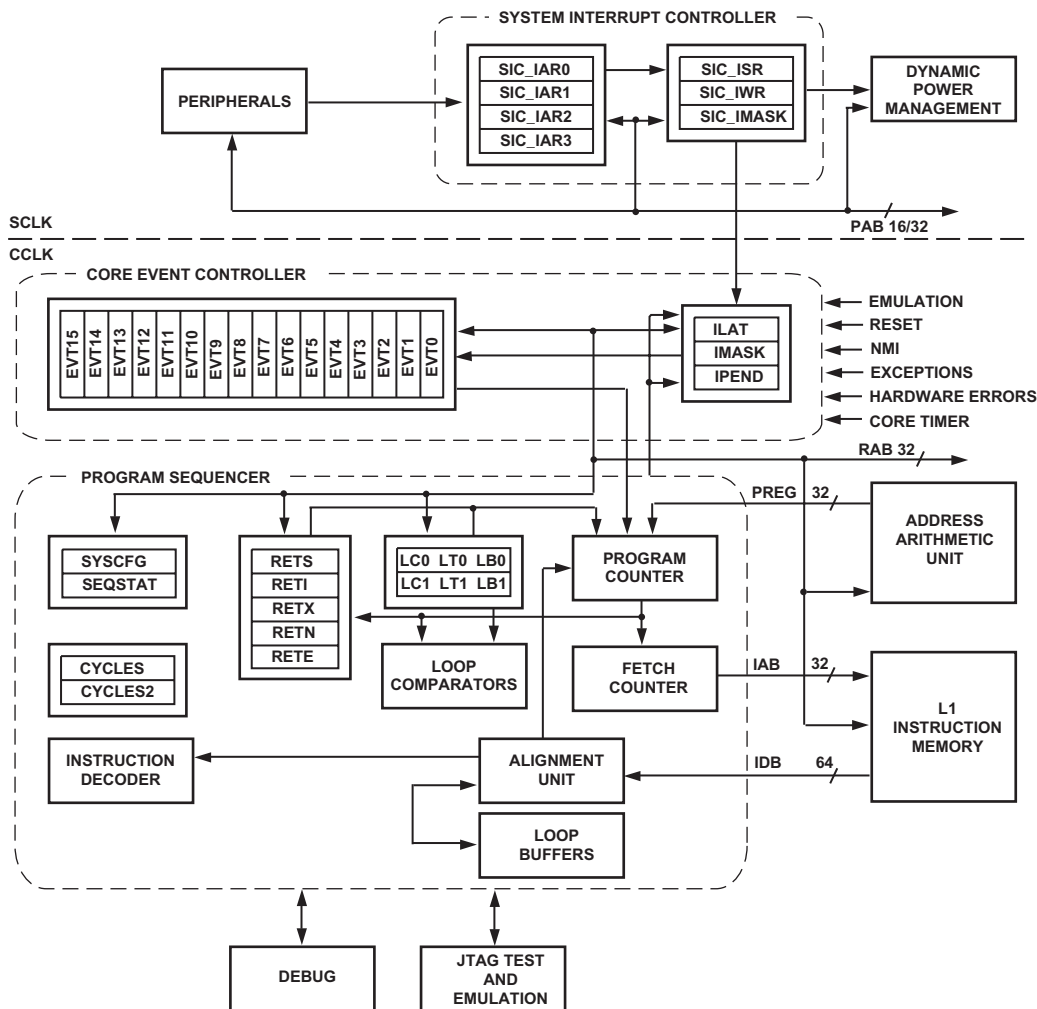 SYSTEM INTERRUPT CONTROLLER
PERIPHERALS
SIC_IAR0
SIC_IAR1
SIC_IAR2
SIC_IAR3
SIC_ISR
SIC_IWR
SIC_IMASK
DYNAMIC
POWER
MANAGEMENT
SCLK
PAB 16/32
CCLK
CORE EVENT CONTROLLER
EVT15
EVT14
EVT13
EVT12
EVT11
EVT10
EVT9
EVT8
EVT7
EVT6
EVT5
EVT4
EVT3
EVT2
EVT1
EVT0
ILAT
IMASK
IPEND
EMULATION
RESET
NMI
EXCEPTIONS
HARDWARE ERRORS
CORE TIMER
RAB 32
PROGRAM SEQUENCER
PREG 32
SYSCFG
SEQSTAT
RETS
RETI
RETX
RETN
RETE
LC0 LT0 LB0
LC1 LT1 LB1
PROGRAM
COUNTER
ADDRESS
ARITHMETIC
UNIT
CYCLES
CYCLES2
LOOP
COMPARATORS
FETCH
COUNTER
IAB 32
L1
INSTRUCTION
MEMORY
INSTRUCTION
DECODER
ALIGNMENT
UNIT
IDB 64
LOOP
BUFFERS
DEBUG
JTAG TEST
AND
EMULATION